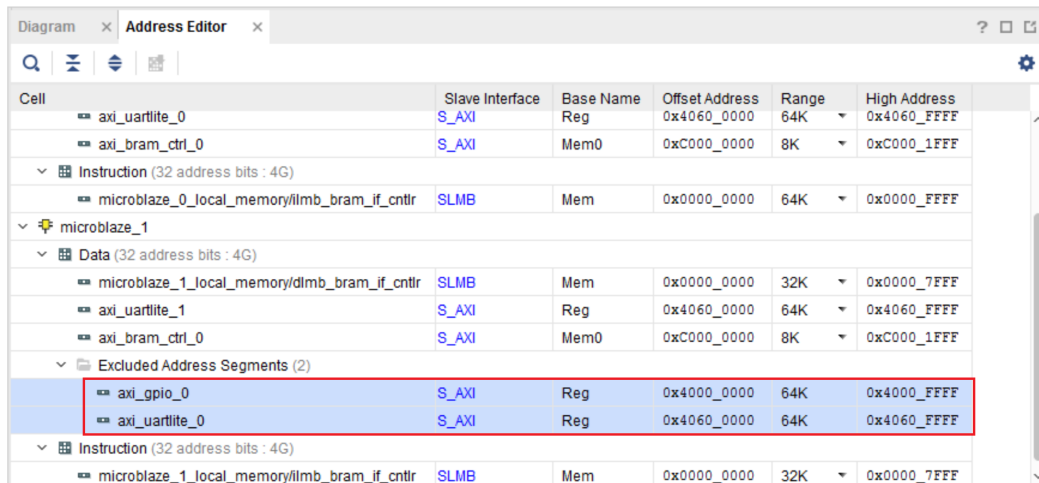 Diagram × Address Editor ×
Cell Slave Interface Base Name Offset Address Range High Address
axi_uartlite_0 S_AXI Reg 0x4060_0000 64K 0x4060_FFFF
axi_bram_ctrl_0 S_AXI Mem0 0xC000_0000 8K 0xC000_1FFF
Instruction (32 address bits : 4G)
microblaze_0_local_memory/ilmb_bram_if_cntlr SLMB Mem 0x0000_0000 64K 0x0000_FFFF
microblaze_1
Data (32 address bits : 4G)
microblaze_1_local_memory/dlmb_bram_if_cntlr SLMB Mem 0x0000_0000 32K 0x0000_7FFF
axi_uartlite_1 S_AXI Reg 0x4060_0000 64K 0x4060_FFFF
axi_bram_ctrl_0 S_AXI Mem0 0xC000_0000 8K 0xC000_1FFF
Excluded Address Segments (2)
axi_gpio_0 S_AXI Reg 0x4000_0000 64K 0x4000_FFFF
axi_uartlite_0 S_AXI Reg 0x4060_0000 64K 0x4060_FFFF
Instruction (32 address bits : 4G)
microblaze_1_local_memory/ilmb_bram_if_cntlr SLMB Mem 0x0000_0000 32K 0x0000_7FFF